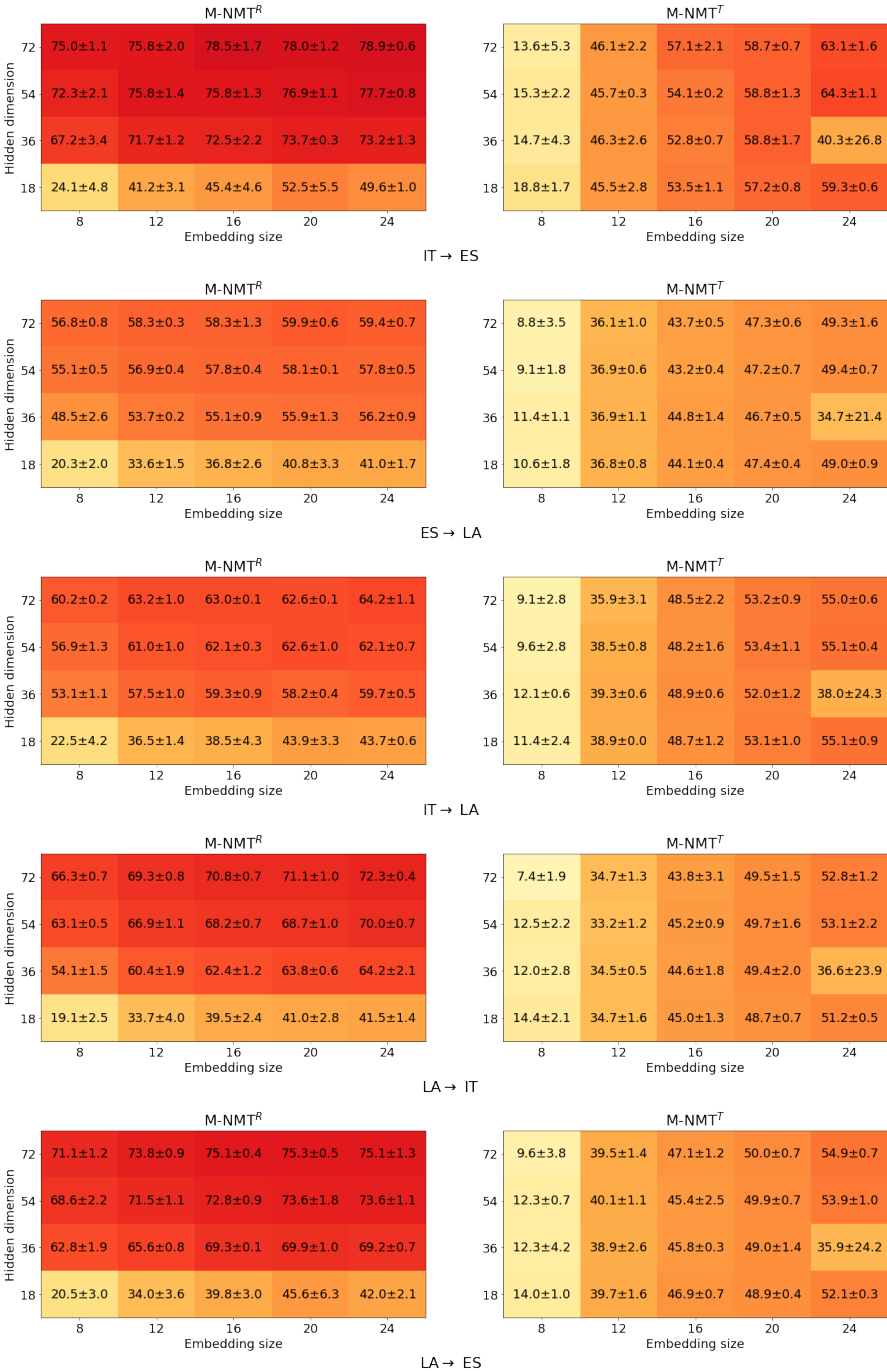 M-NMT^R M-NMT^T
Hidden dimension
72 75.0±1.1 75.8±2.0 78.5±1.7 78.0±1.2 78.9±0.6 72 13.6±5.3 46.1±2.2 57.1±2.1 58.7±0.7 63.1±1.6
54 72.3±2.1 75.8±1.4 75.8±1.3 76.9±1.1 77.7±0.8 54 15.3±2.2 45.7±0.3 54.1±0.2 58.8±1.3 64.3±1.1
36 67.2±3.4 71.7±1.2 72.5±2.2 73.7±0.3 73.2±1.3 36 14.7±4.3 46.3±2.6 52.8±0.7 58.8±1.7 40.3±26.8
18 24.1±4.8 41.2±3.1 45.4±4.6 52.5±5.5 49.6±1.0 18 18.8±1.7 45.5±2.8 53.5±1.1 57.2±0.8 59.3±0.6
8 12 16 20 24 8 12 16 20 24
Embedding size Embedding size
IT → ES
M-NMT^R M-NMT^T
Hidden dimension
72 56.8±0.8 58.3±0.3 58.3±1.3 59.9±0.6 59.4±0.7 72 8.8±3.5 36.1±1.0 43.7±0.5 47.3±0.6 49.3±1.6
54 55.1±0.5 56.9±0.4 57.8±0.4 58.1±0.1 57.8±0.5 54 9.1±1.8 36.9±0.6 43.2±0.4 47.2±0.7 49.4±0.7
36 48.5±2.6 53.7±0.2 55.1±0.9 55.9±1.3 56.2±0.9 36 11.4±1.1 36.9±1.1 44.8±1.4 46.7±0.5 34.7±21.4
18 20.3±2.0 33.6±1.5 36.8±2.6 40.8±3.3 41.0±1.7 18 10.6±1.8 36.8±0.8 44.1±0.4 47.4±0.4 49.0±0.9
8 12 16 20 24 8 12 16 20 24
Embedding size Embedding size
ES → LA
M-NMT^R M-NMT^T
Hidden dimension
72 60.2±0.2 63.2±1.0 63.0±0.1 62.6±0.1 64.2±1.1 72 9.1±2.8 35.9±3.1 48.5±2.2 53.2±0.9 55.0±0.6
54 56.9±1.3 61.0±1.0 62.1±0.3 62.6±1.0 62.1±0.7 54 9.6±2.8 38.5±0.8 48.2±1.6 53.4±1.1 55.1±0.4
36 53.1±1.1 57.5±1.0 59.3±0.9 58.2±0.4 59.7±0.5 36 12.1±0.6 39.3±0.6 48.9±0.6 52.0±1.2 38.0±24.3
18 22.5±4.2 36.5±1.4 38.5±4.3 43.9±3.3 43.7±0.6 18 11.4±2.4 38.9±0.0 48.7±1.2 53.1±1.0 55.1±0.9
8 12 16 20 24 8 12 16 20 24
Embedding size Embedding size
IT → LA
M-NMT^R M-NMT^T
Hidden dimension
72 66.3±0.7 69.3±0.8 70.8±0.7 71.1±1.0 72.3±0.4 72 7.4±1.9 34.7±1.3 43.8±3.1 49.5±1.5 52.8±1.2
54 63.1±0.5 66.9±1.1 68.2±0.7 68.7±1.0 70.0±0.7 54 12.5±2.2 33.2±1.2 45.2±0.9 49.7±1.6 53.1±2.2
36 54.1±1.5 60.4±1.9 62.4±1.2 63.8±0.6 64.2±2.1 36 12.0±2.8 34.5±0.5 44.6±1.8 49.4±2.0 36.6±23.9
18 19.1±2.5 33.7±4.0 39.5±2.4 41.0±2.8 41.5±1.4 18 14.4±2.1 34.7±1.6 45.0±1.3 48.7±0.7 51.2±0.5
8 12 16 20 24 8 12 16 20 24
Embedding size Embedding size
LA → IT
M-NMT^R M-NMT^T
Hidden dimension
72 71.1±1.2 73.8±0.9 75.1±0.4 75.3±0.5 75.1±1.3 72 9.6±3.8 39.5±1.4 47.1±1.2 50.0±0.7 54.9±0.7
54 68.6±2.2 71.5±1.1 72.8±0.9 73.6±1.8 73.6±1.1 54 12.3±0.7 40.1±1.1 45.4±2.5 49.9±0.7 53.9±1.0
36 62.8±1.9 65.6±0.8 69.3±0.1 69.9±1.0 69.2±0.7 36 12.3±4.2 38.9±2.6 45.8±0.3 49.0±1.4 35.9±24.2
18 20.5±3.0 34.0±3.6 39.8±3.0 45.6±6.3 42.0±2.1 18 14.0±1.0 39.7±1.6 46.9±0.7 48.9±0.4 52.1±0.3
8 12 16 20 24 8 12 16 20 24
Embedding size Embedding size
LA → ES